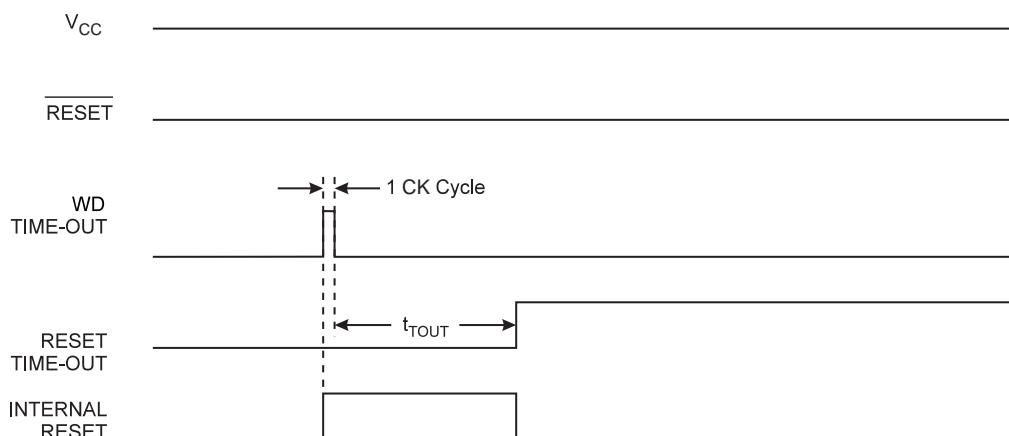 VCC
RESET
1 CK Cycle
WD
TIME-OUT
tTOUT
RESET
TIME-OUT
INTERNAL
RESET